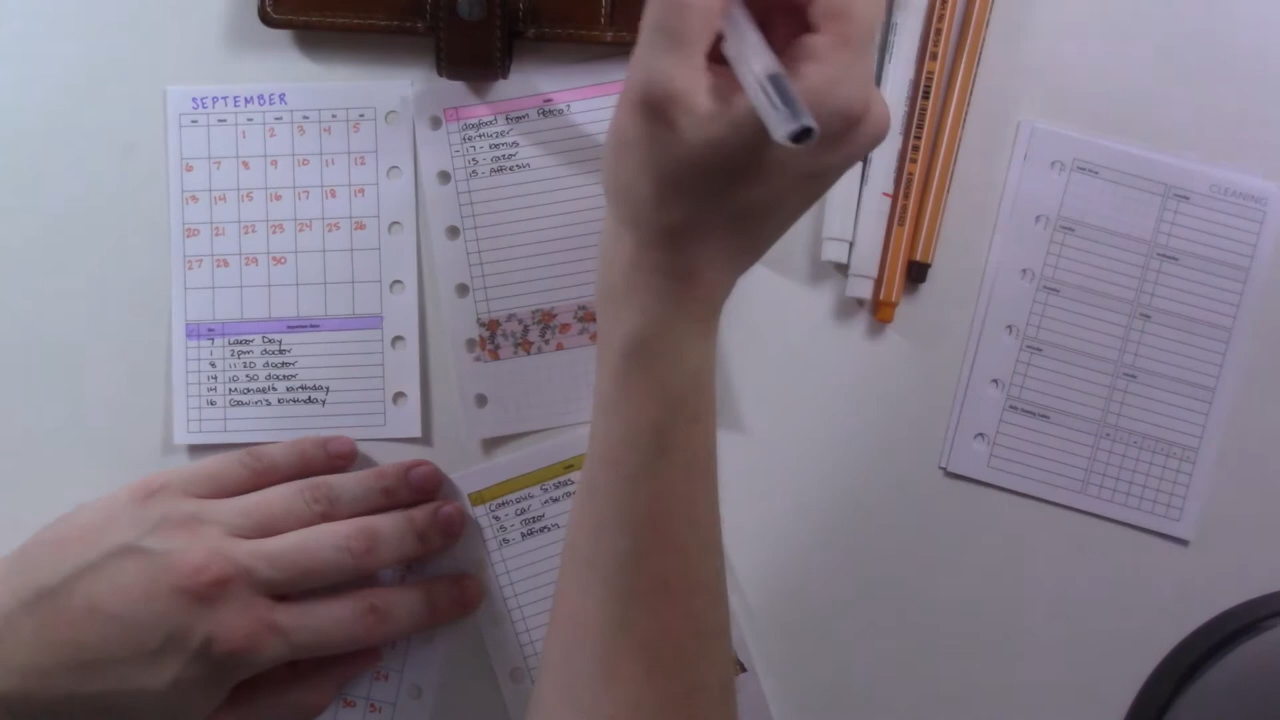 SEPTEMBER
1 2 3 4 5
6 7 8 9 10 11 12
13 14 15 16 17 18 19
20 21 22 23 24 25 26
27 28 29 30
7 Labor Day
1 2pm doctor
8 11:20 doctor
14 10:50 doctor
14 Michael's birthday
16 Gavin's birthday
dogfood from Petco?
fertilizer
- 17 - bonus
15 - razor
15 - Affresh
Catholic Sistas
8 - car insura
15 - razor
15 - Affresh
24
30 31
CLEANING